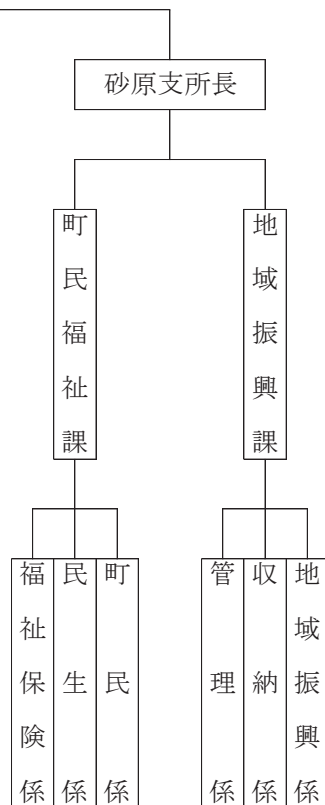 砂原支所長
地域振興課
町民福祉課
地域振興係
収納係
管理係
町民係
民生係
福祉保険係